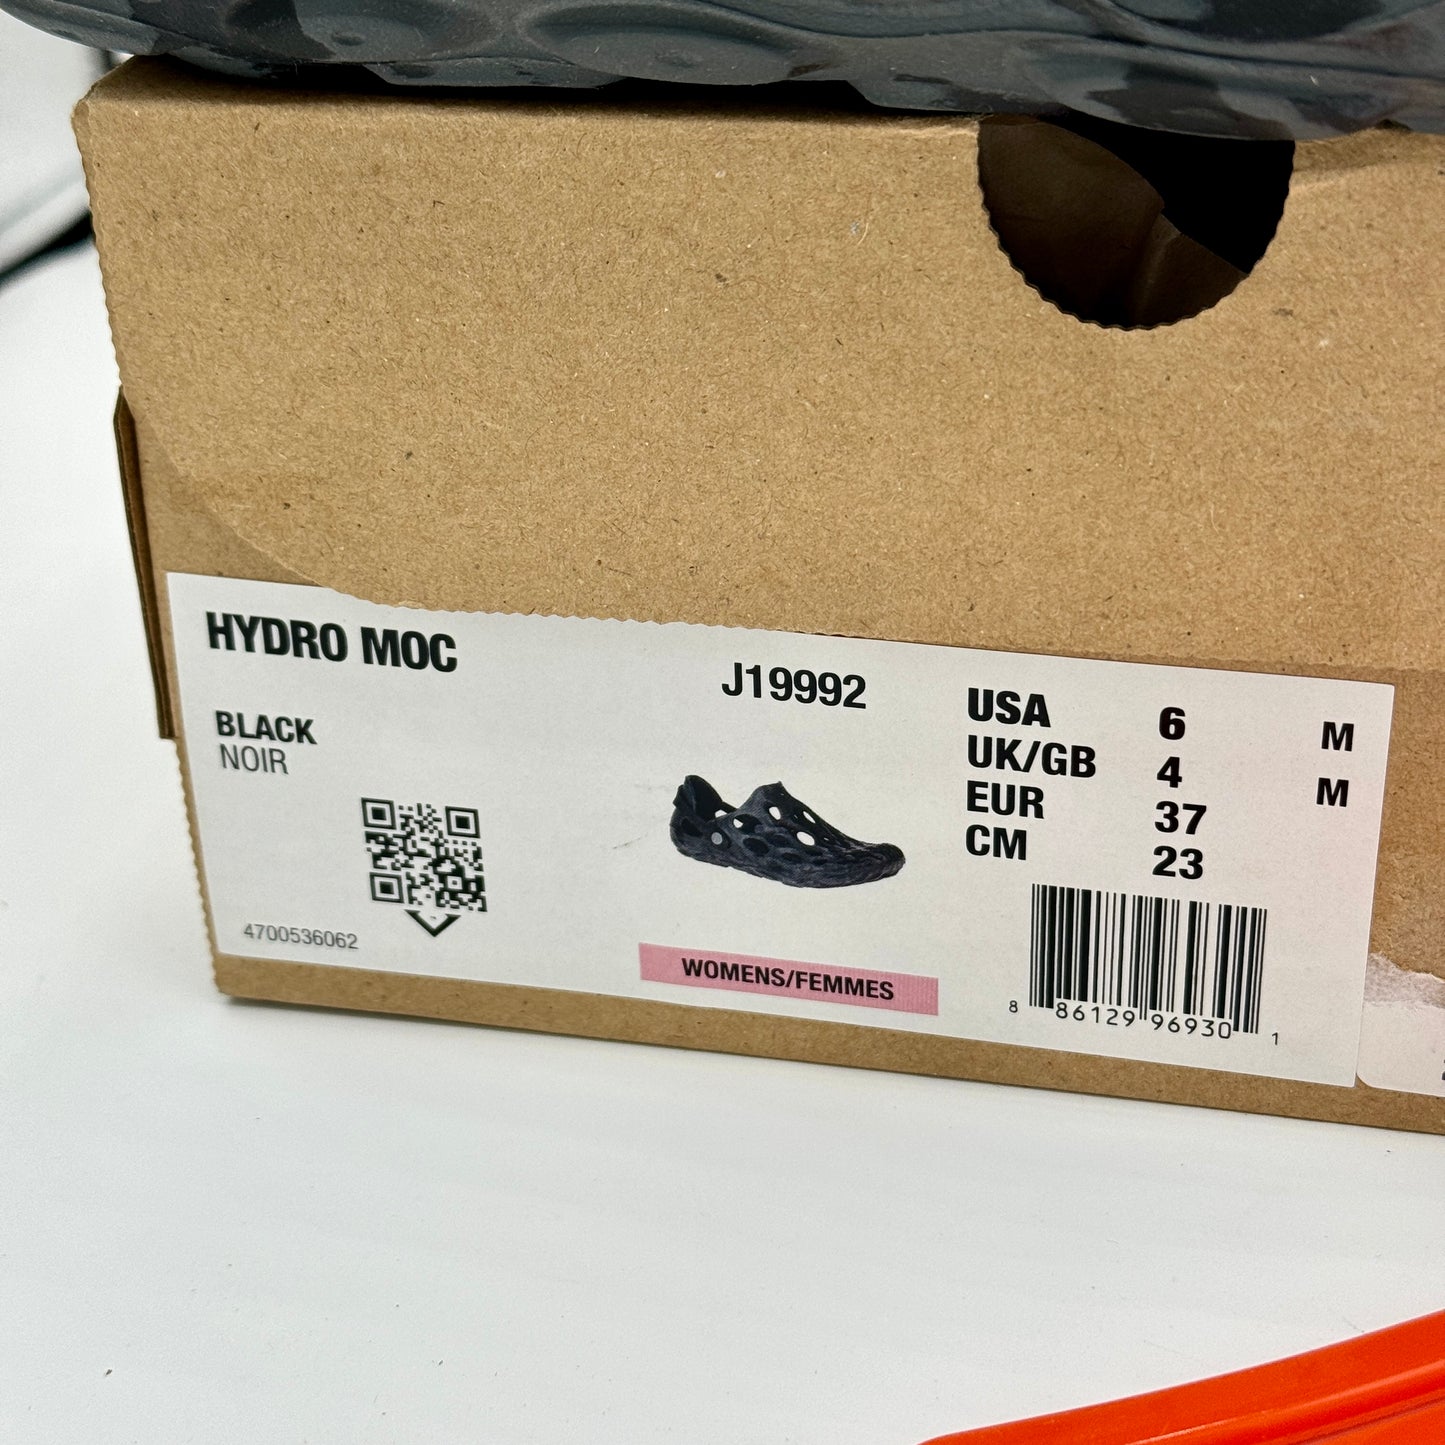 HYDRO MOC
J19992
BLACK
NOIR
USA 6 M
UK/GB 4 M
EUR 37
CM 23
4700536062
WOMENS/FEMMES
8 86129 96930 1